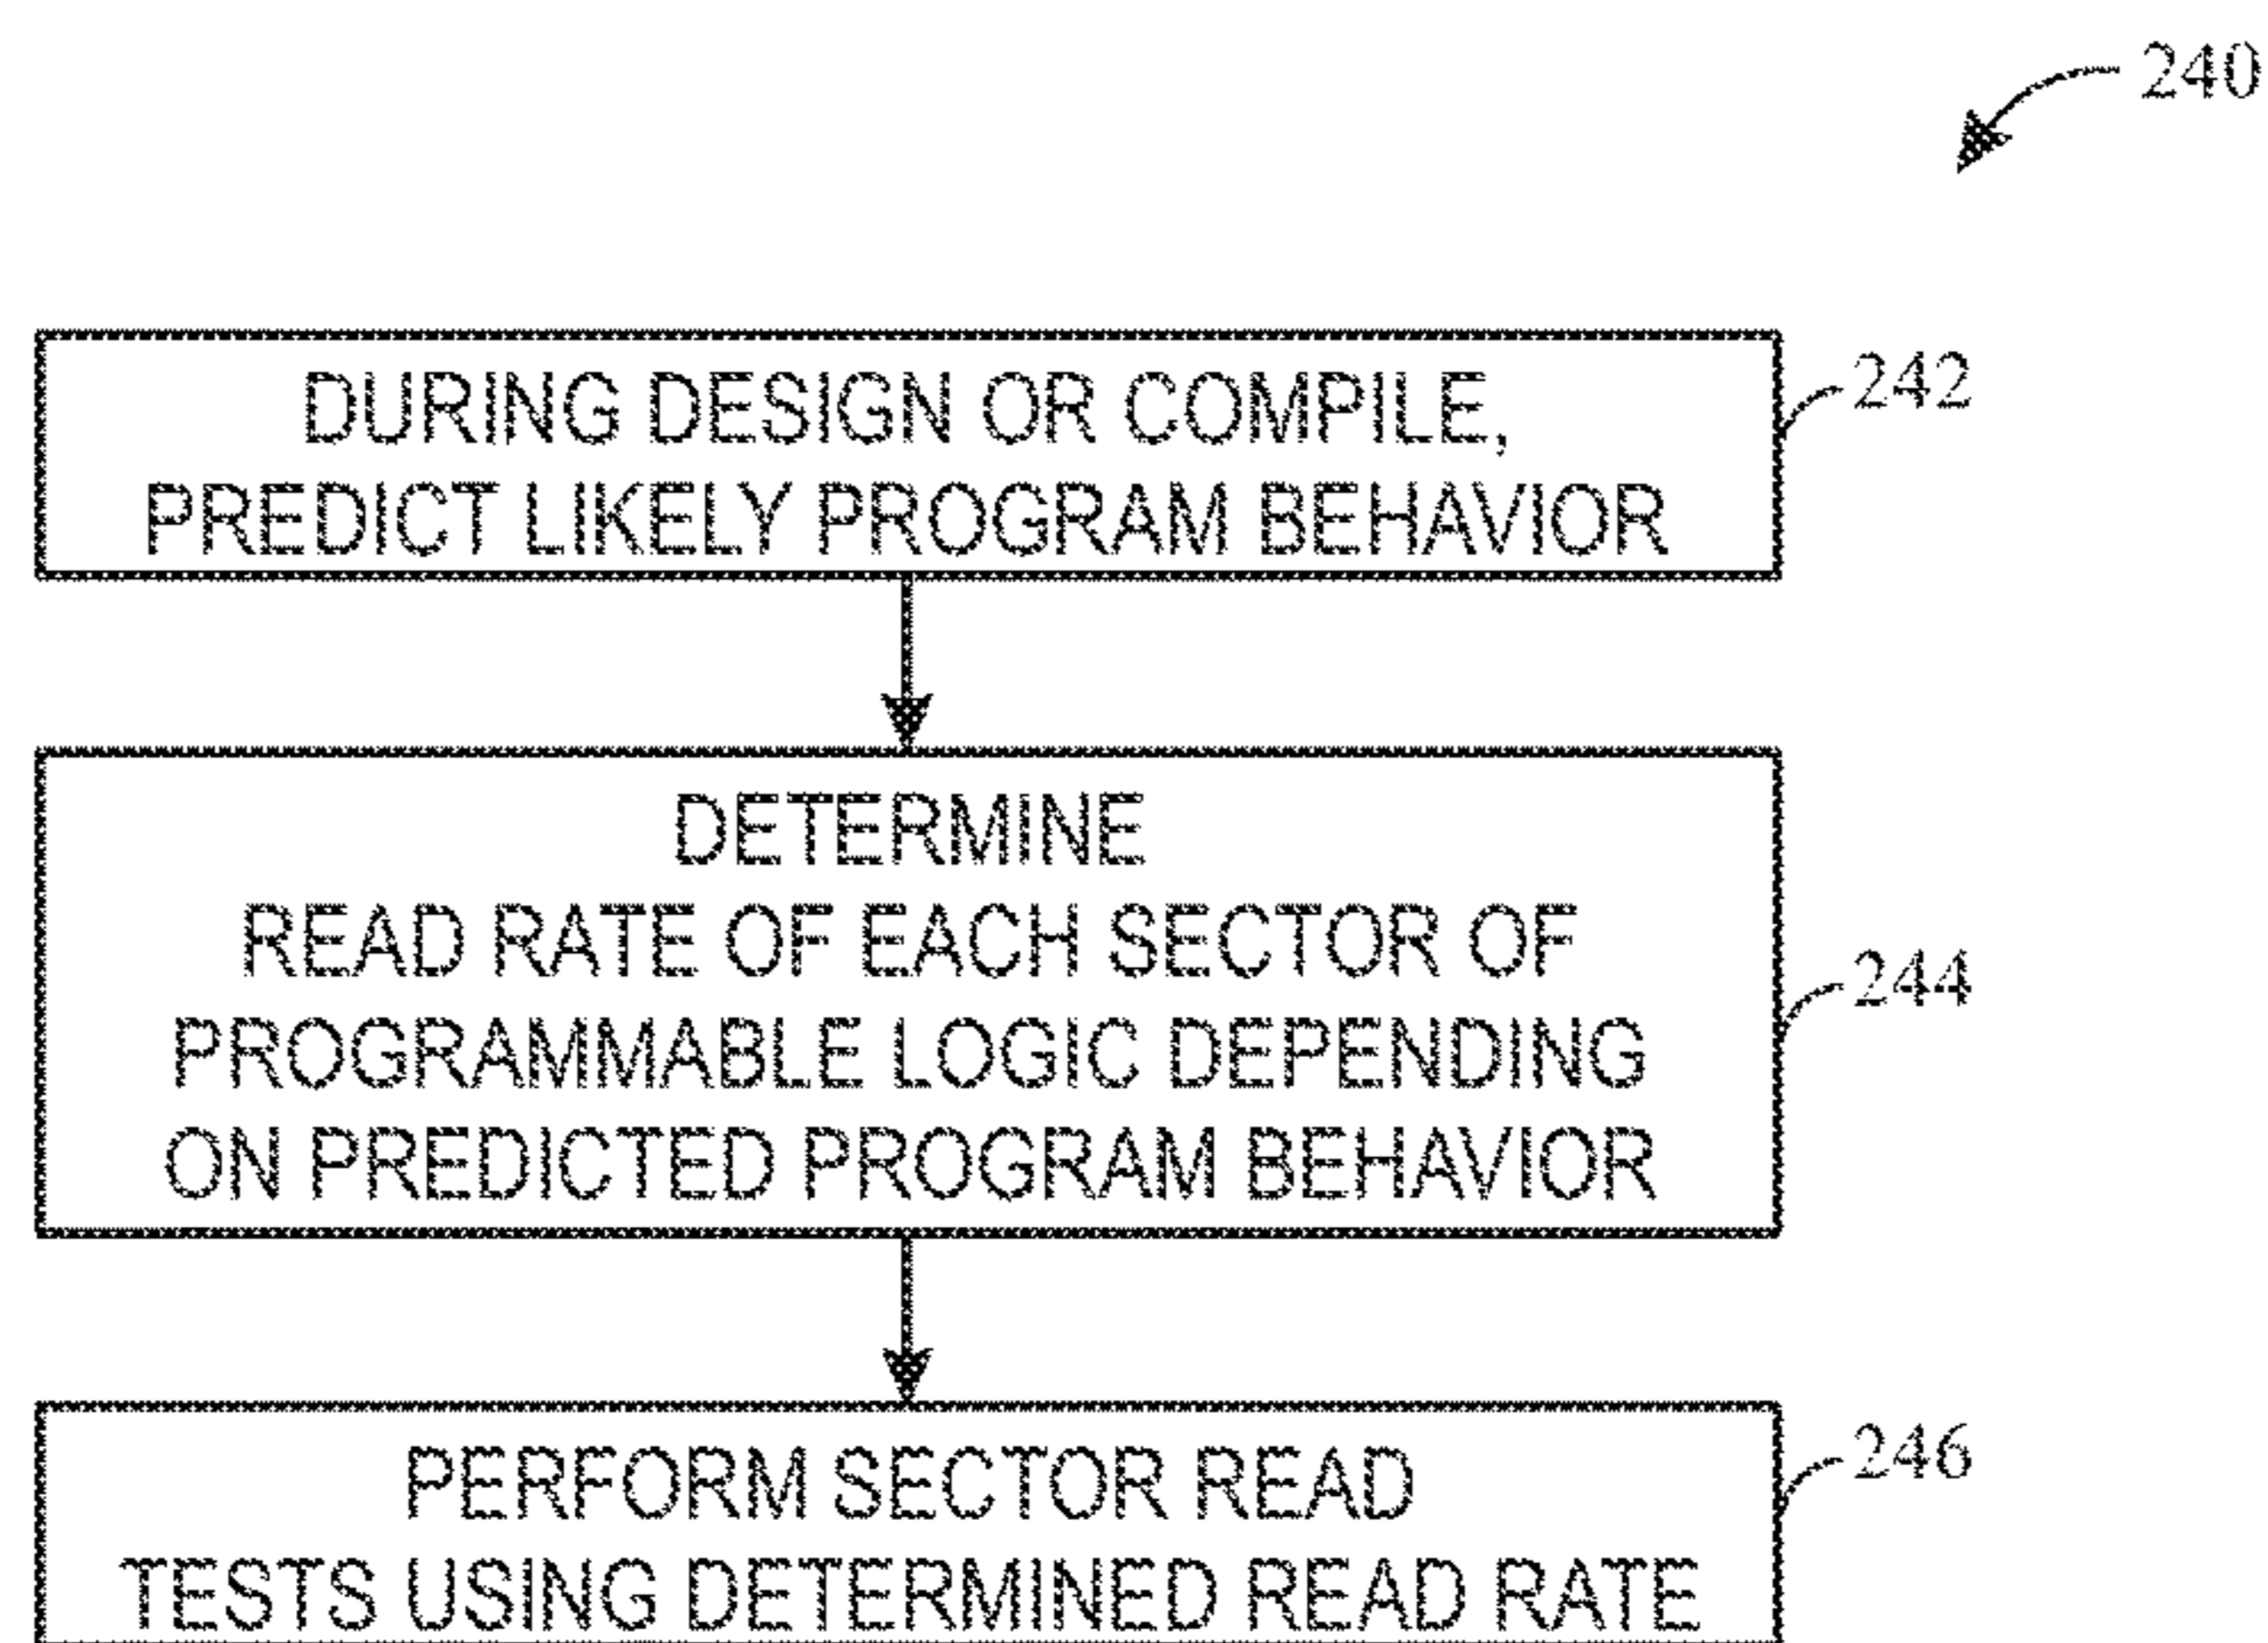 240
DURING DESIGN OR COMPILE,
PREDICT LIKELY PROGRAM BEHAVIOR
242
DETERMINE
READ RATE OF EACH SECTOR OF
PROGRAMMABLE LOGIC DEPENDING
ON PREDICTED PROGRAM BEHAVIOR
244
PERFORM SECTOR READ
TESTS USING DETERMINED READ RATE
246